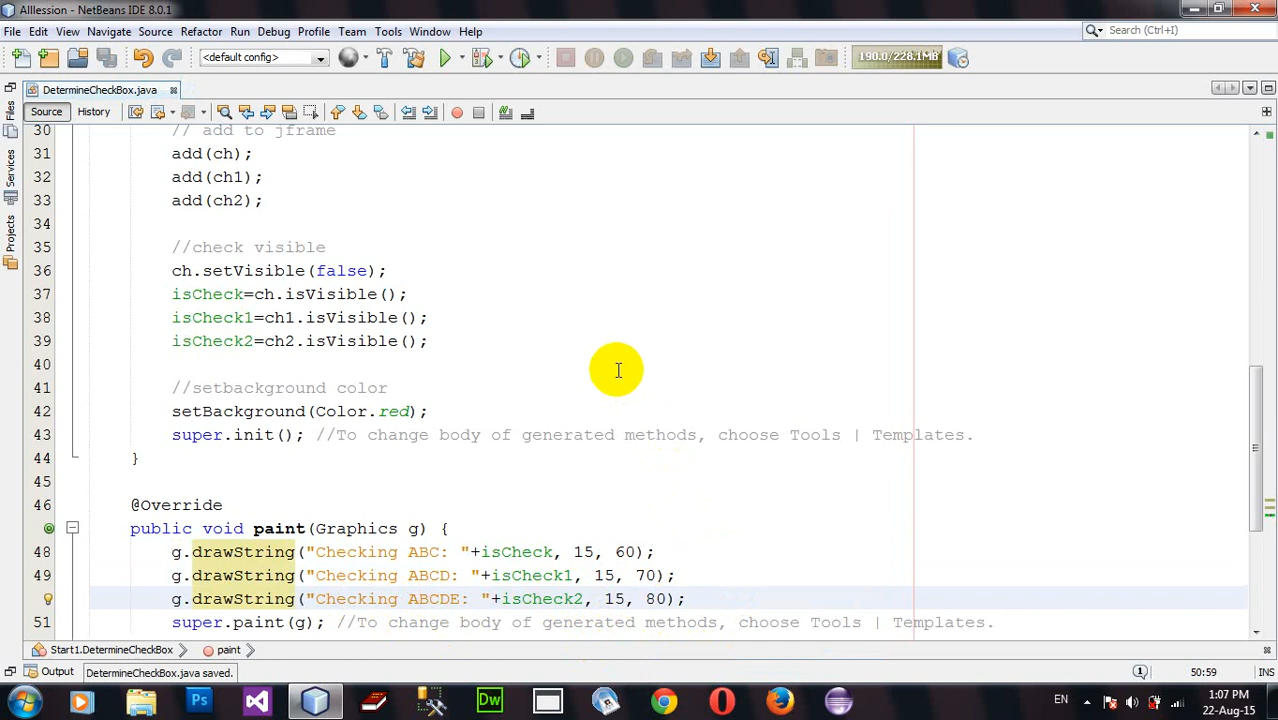 Alllession - NetBeans IDE 8.0.1
File Edit View Navigate Source Refactor Run Debug Profile Team Tools Window Help
Search (Ctrl+I)
<default config>
190.0/228.1MB
DetermineCheckBox.java
Source History
Files
Services
Projects
30 // add to jframe
31 add(ch);
32 add(ch1);
33 add(ch2);
34
35 //check visible
36 ch.setVisible(false);
37 isCheck=ch.isVisible();
38 isCheck1=ch1.isVisible();
39 isCheck2=ch2.isVisible();
40
41 //setbackground color
42 setBackground(Color.red);
43 super.init(); //To change body of generated methods, choose Tools | Templates.
44 }
45
46 @Override
public void paint(Graphics g) {
48 g.drawString("Checking ABC: "+isCheck, 15, 60);
49 g.drawString("Checking ABCD: "+isCheck1, 15, 70);
g.drawString("Checking ABCDE: "+isCheck2, 15, 80);
51 super.paint(g); //To change body of generated methods, choose Tools | Templates.
Start1.DetermineCheckBox paint
Output DetermineCheckBox.java saved. 1 50:59 INS
Ps Dw EN 1:07 PM
22-Aug-15